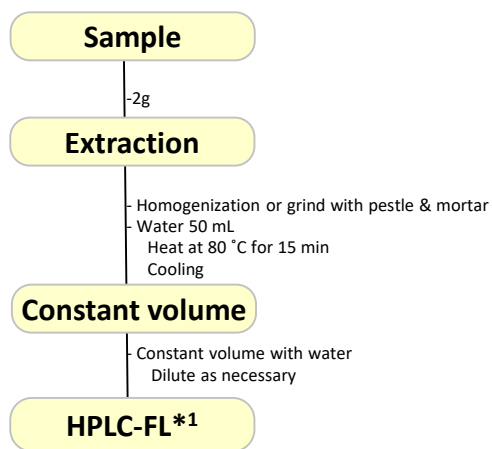 Sample
-2g
Extraction
- Homogenization or grind with pestle & mortar
- Water 50 mL
Heat at 80 ˚C for 15 min
Cooling
Constant volume
- Constant volume with water
Dilute as necessary
HPLC-FL*1